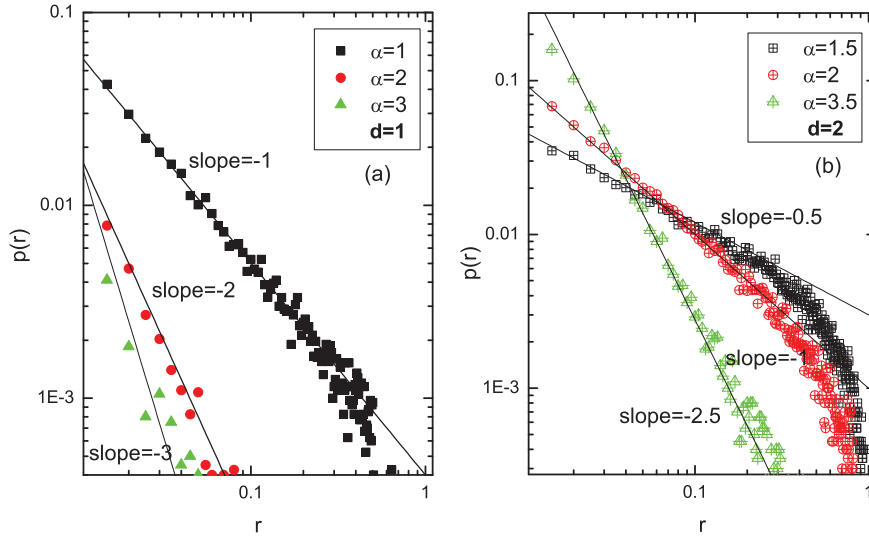 0.1
0.01
1E-3
p(r)
α=1
α=2
α=3
d=1
(a)
slope=-1
slope=-2
slope=-3
0.1
1
r
0.1
0.01
1E-3
p(r)
α=1.5
α=2
α=3.5
d=2
(b)
slope=-0.5
slope=-1
slope=-2.5
0.1
1
r